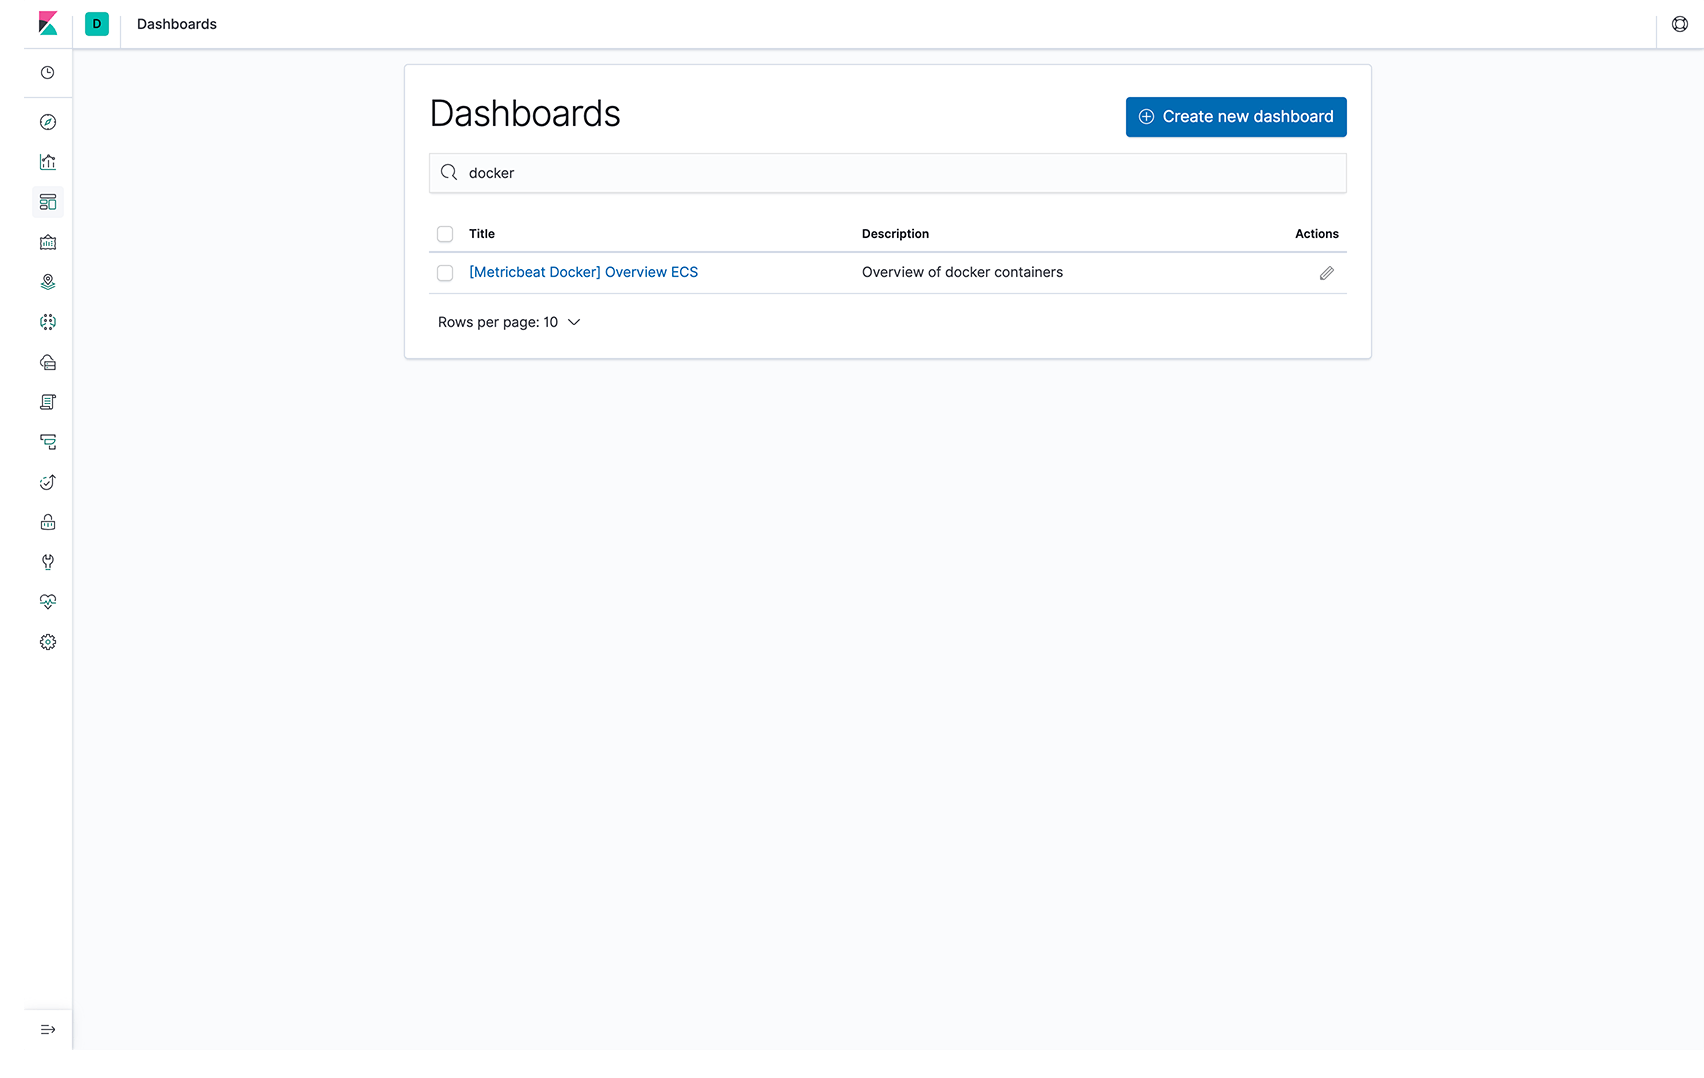 D Dashboards
Dashboards
Create new dashboard
docker
Title Description Actions
[Metricbeat Docker] Overview ECS Overview of docker containers
Rows per page: 10